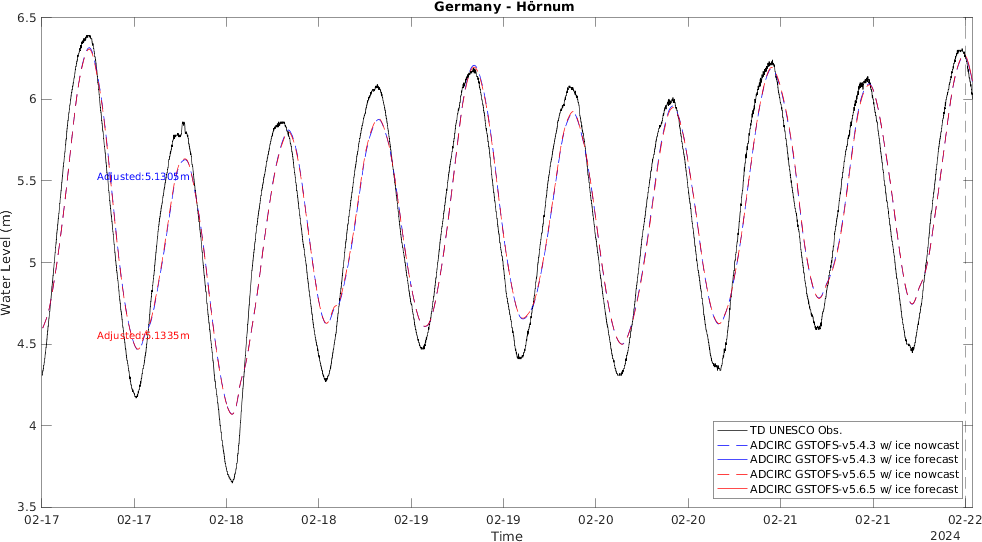 Germany - Hörnum
Water Level (m)
6.5
6
5.5
5
4.5
4
3.5
Adjusted:5.1305m
Adjusted:5.1335m
TD UNESCO Obs.
ADCIRC GSTOFS-v5.4.3 w/ ice nowcast
ADCIRC GSTOFS-v5.4.3 w/ ice forecast
ADCIRC GSTOFS-v5.6.5 w/ ice nowcast
ADCIRC GSTOFS-v5.6.5 w/ ice forecast
02-17 02-17 02-18 02-18 02-19 02-19 02-20 02-20 02-21 02-21 02-22
Time
2024